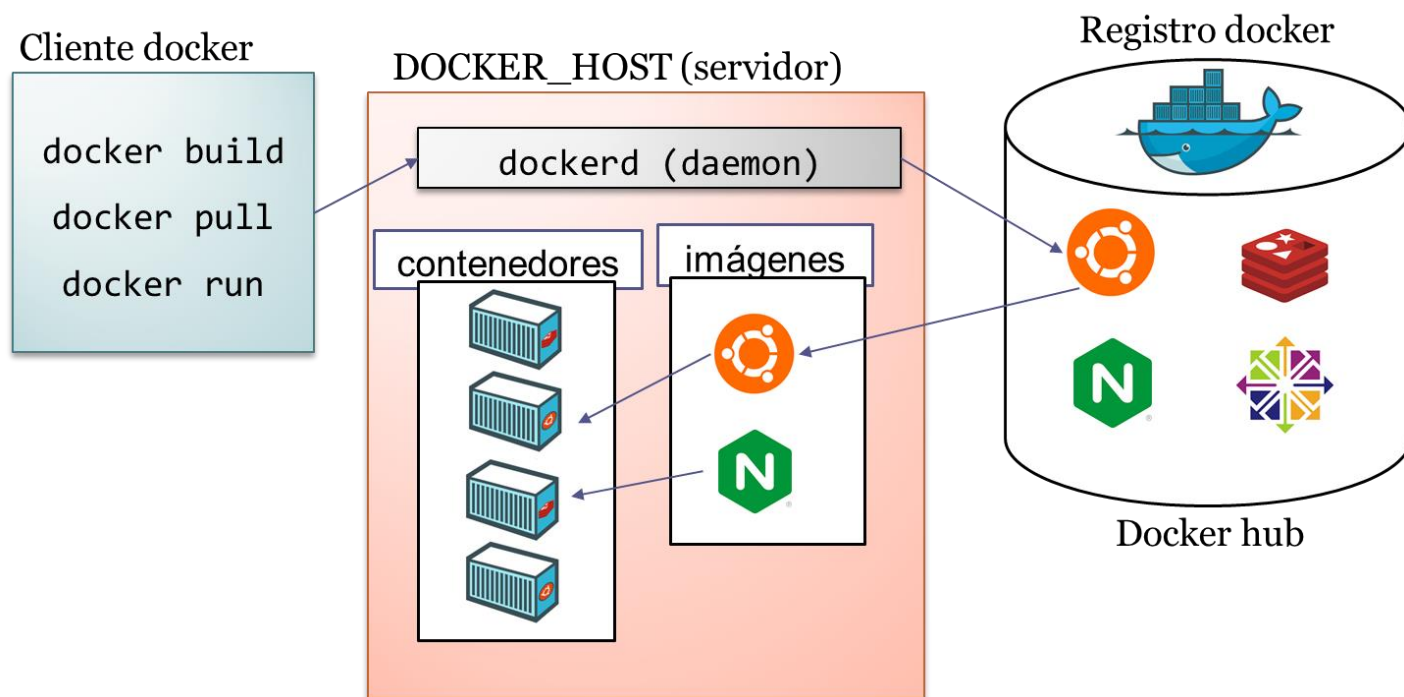 Cliente docker
docker build
docker pull
docker run
DOCKER_HOST (servidor)
dockerd (daemon)
contenedores
imágenes
N
Registro docker
N
Docker hub